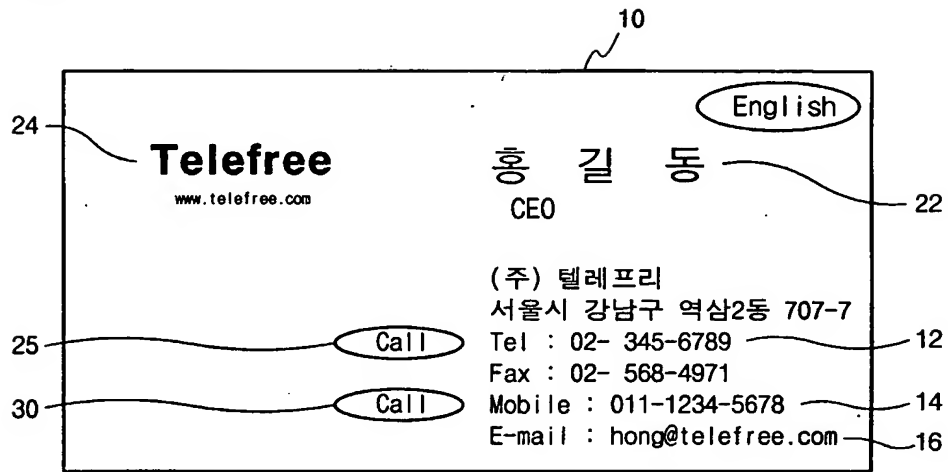 10
English
24
Telefree
www.telefree.com
홍 길 동
CEO
22
(주) 텔레프리
서울시 강남구 역삼2동 707-7
25
Call
Tel : 02- 345-6789
12
Fax : 02- 568-4971
30
Call
Mobile : 011-1234-5678
14
E-mail : hong@telefree.com
16